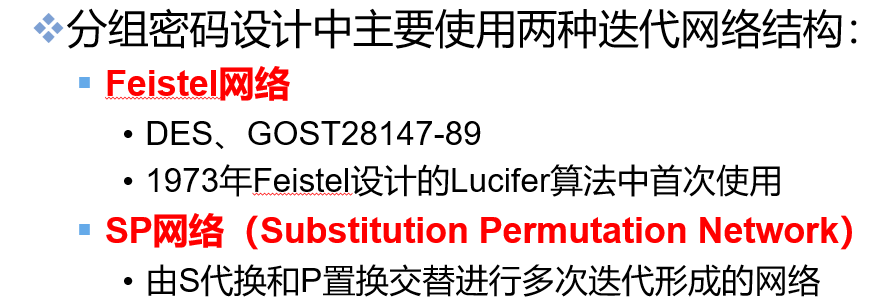 分组密码设计中主要使用两种迭代网络结构：
Feistel网络
• DES、GOST28147-89
• 1973年Feistel设计的Lucifer算法中首次使用
SP网络（Substitution Permutation Network）
• 由S代换和P置换交替进行多次迭代形成的网络